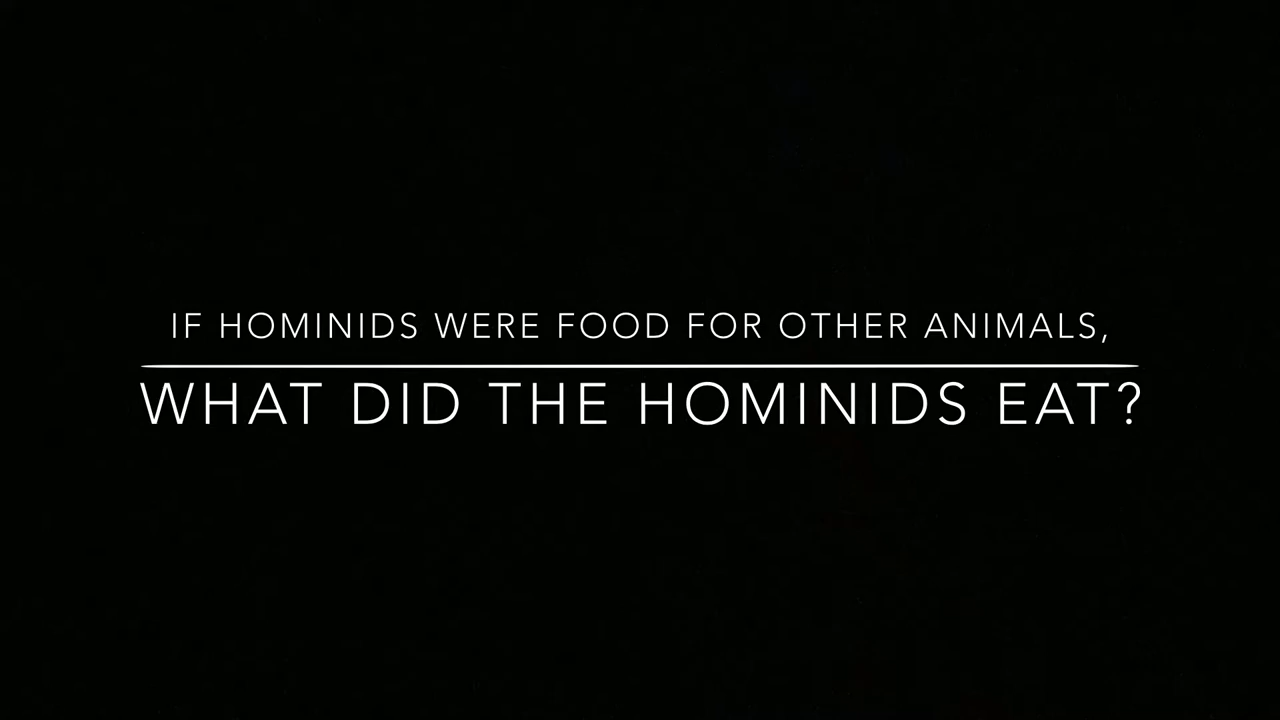 IF HOMINIDS WERE FOOD FOR OTHER ANIMALS,
WHAT DID THE HOMINIDS EAT?